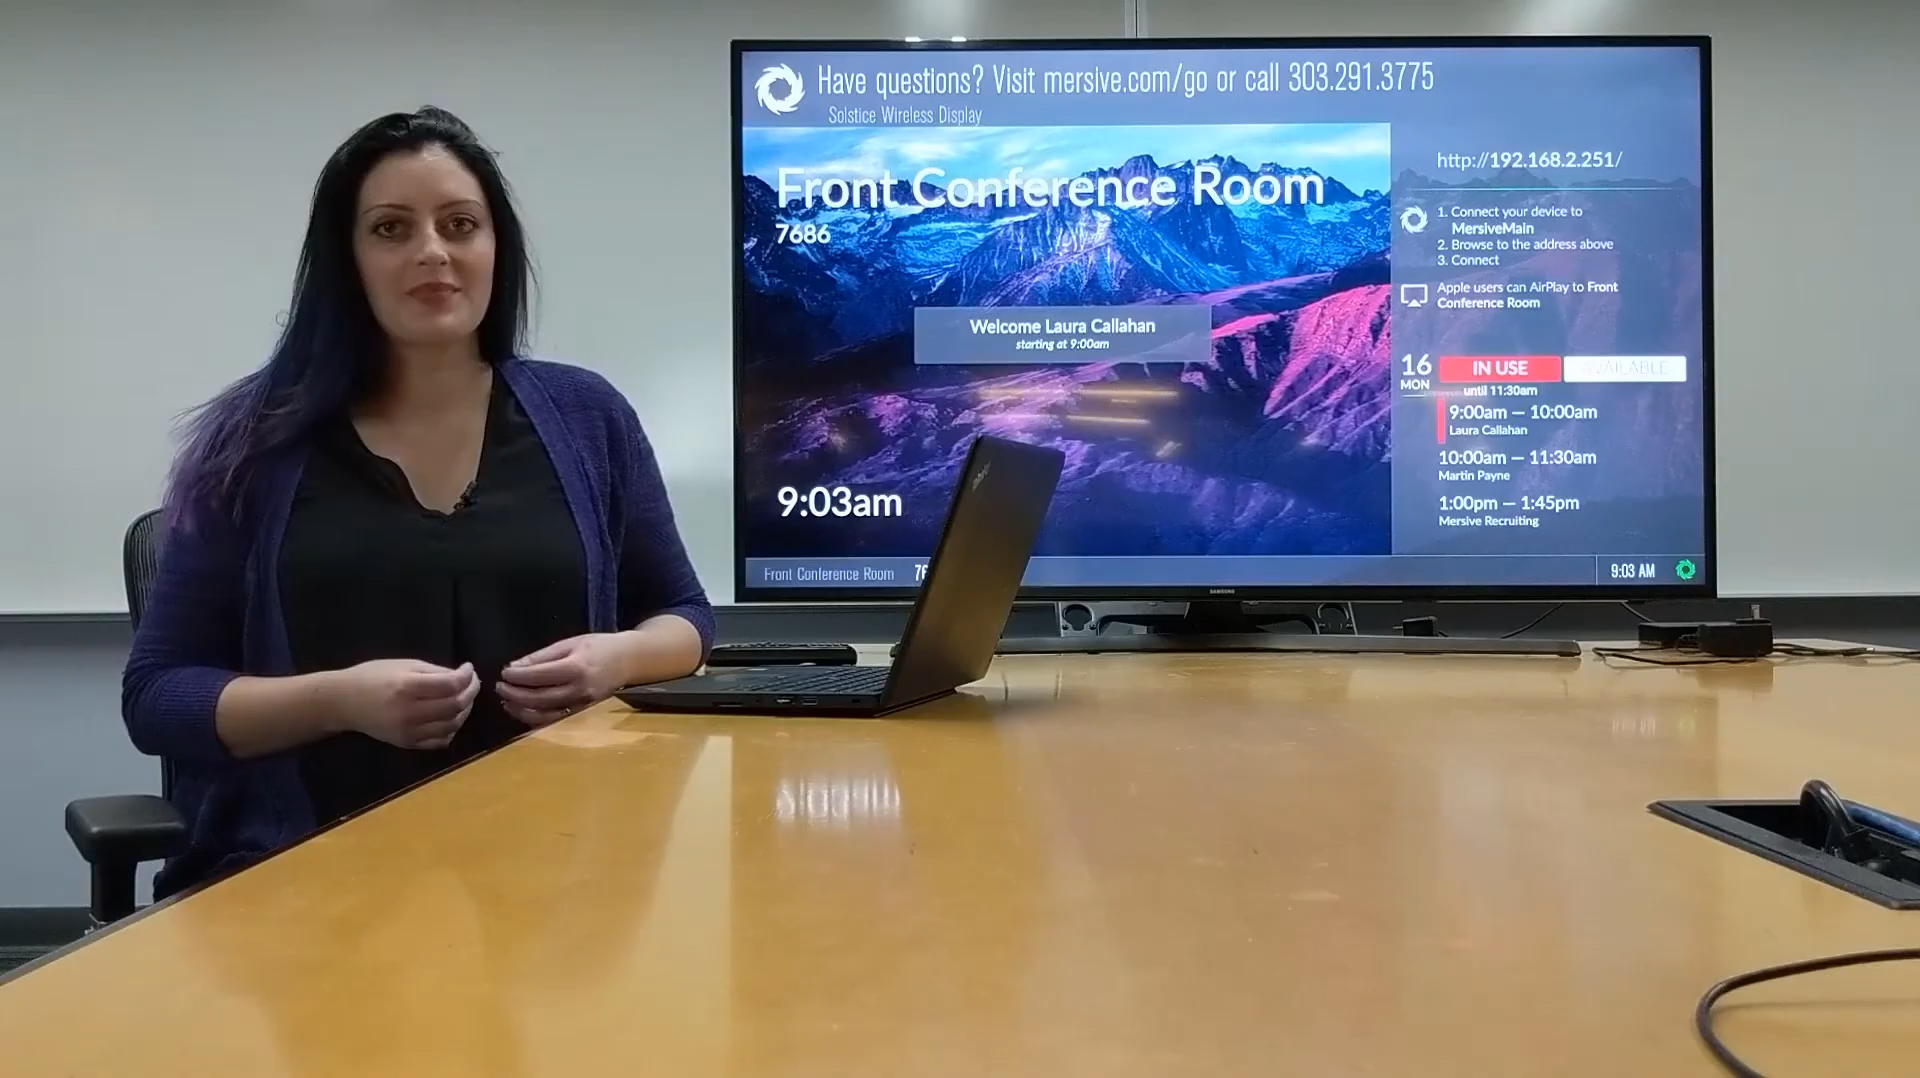 Have questions? Visit mersive.com/go or call 303.291.3775
Solstice Wireless Display
Front Conference Room
7686
Welcome Laura Callahan
starting at 9:00am
9:03am
http://192.168.2.251/
1. Connect your device to
MersiveMain
2. Browse to the address above
3. Connect
Apple users can AirPlay to Front
Conference Room
16
MON
IN USE
AVAILABLE
until 11:30am
9:00am — 10:00am
Laura Callahan
10:00am — 11:30am
Martin Payne
1:00pm — 1:45pm
Mersive Recruiting
Front Conference Room 76
9:03 AM
SAMSUNG